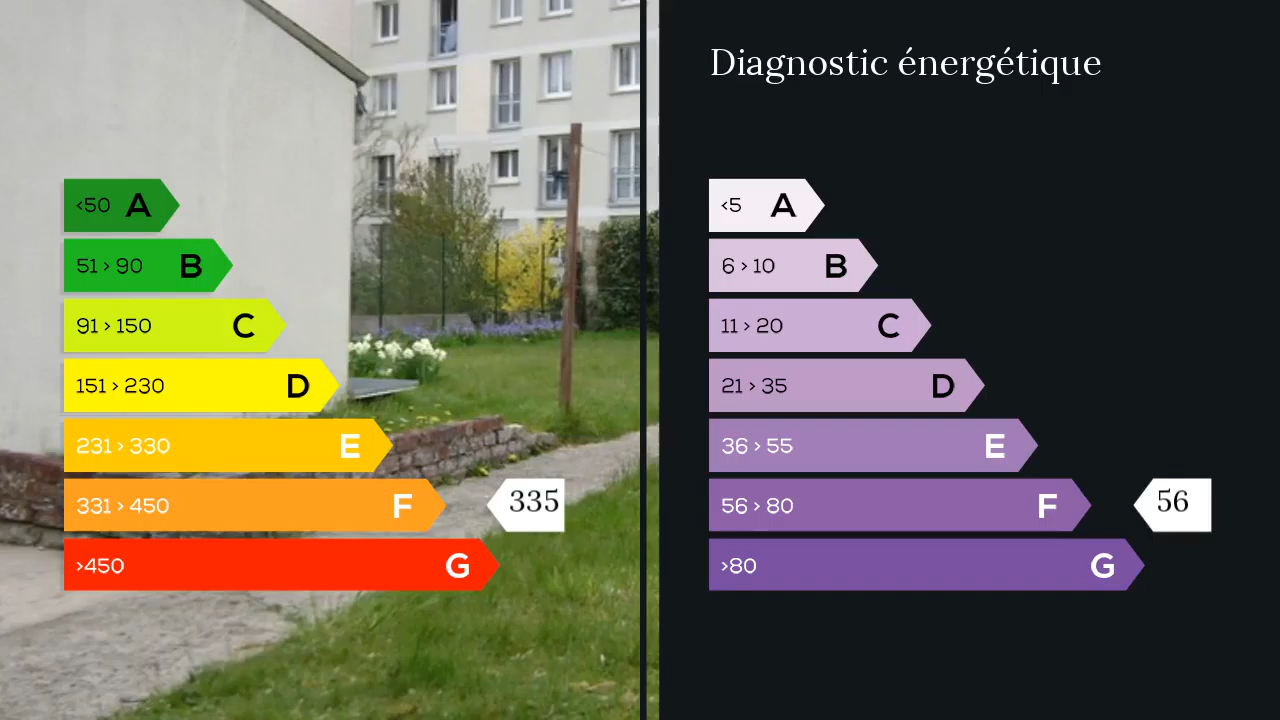 Diagnostic énergétique
<50 A
51 > 90 B
91 > 150 C
151 > 230 D
231 > 330 E
331 > 450 F
335
>450 G
<5 A
6 > 10 B
11 > 20 C
21 > 35 D
36 > 55 E
56 > 80 F
56
>80 G